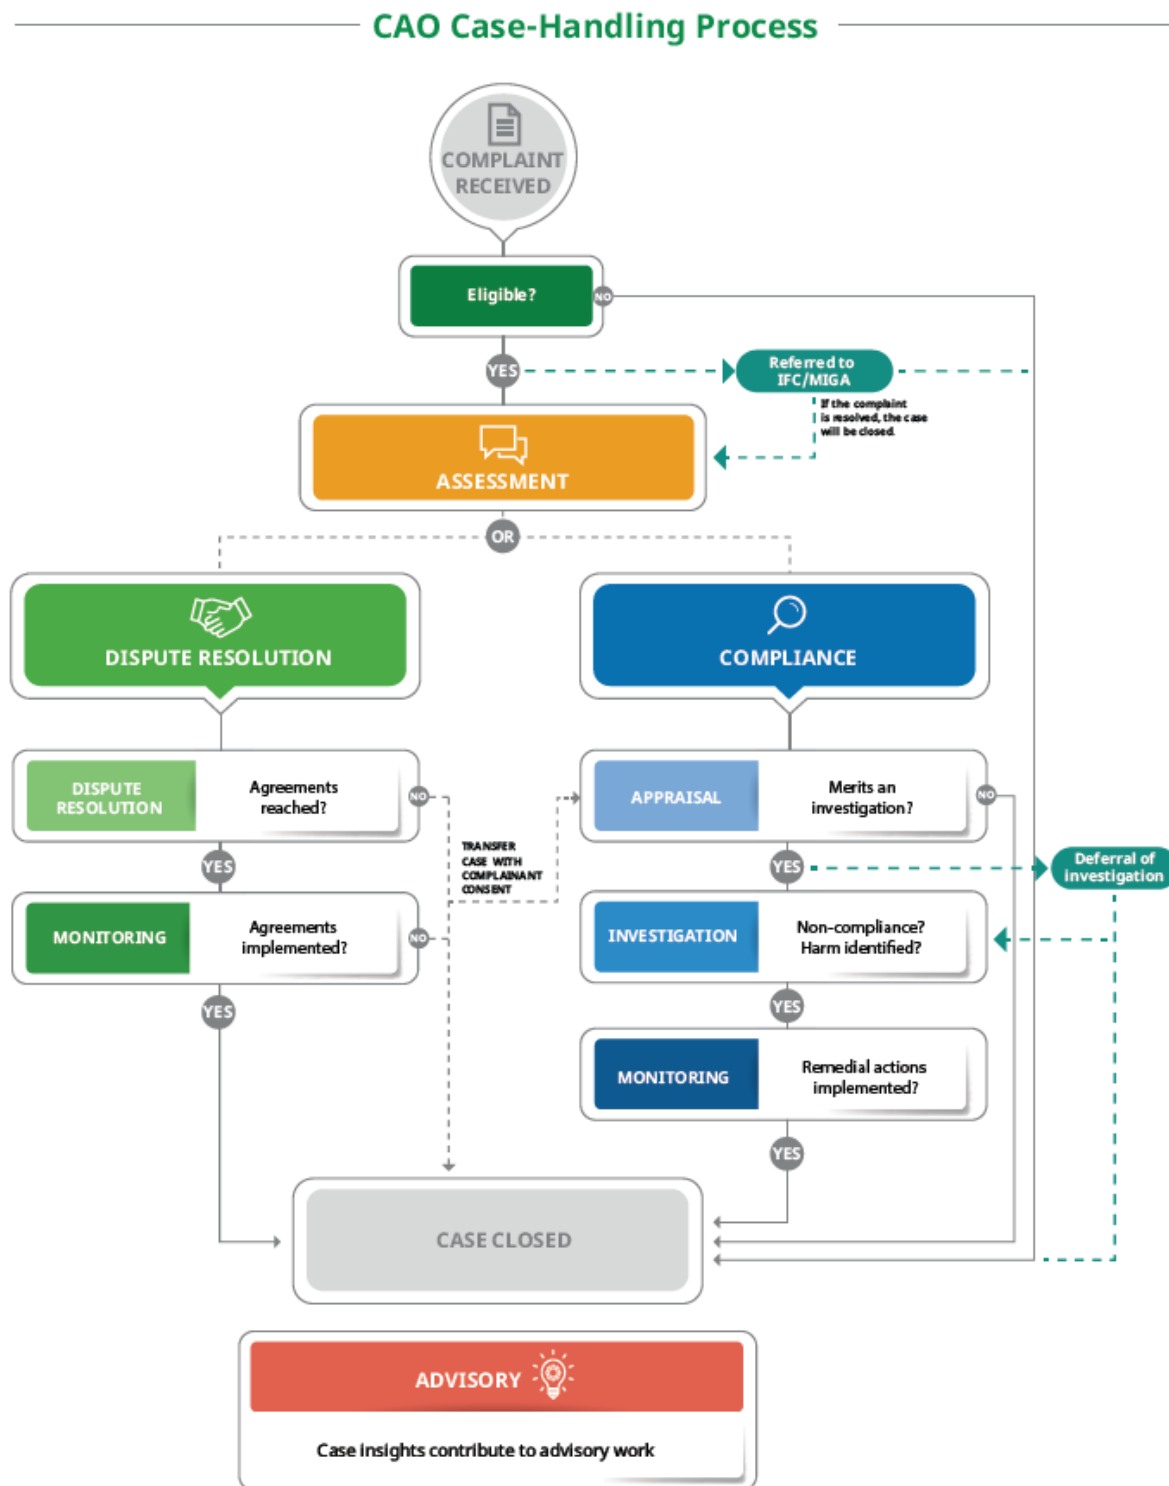 CAO Case-Handling Process
COMPLAINT
RECEIVED
Eligible?
NO
YES
Referred to
IFC/MIGA
If the complaint
is resolved, the case
will be closed.
ASSESSMENT
OR
DISPUTE RESOLUTION
COMPLIANCE
DISPUTE
RESOLUTION
Agreements
reached?
NO
APPRAISAL
Merits an
investigation?
NO
TRANSFER
CASE WITH
COMPLAINANT
CONSENT
YES
YES
Deferral of
investigation
MONITORING
Agreements
implemented?
NO
INVESTIGATION
Non-compliance?
Harm identified?
YES
YES
MONITORING
Remedial actions
implemented?
YES
CASE CLOSED
ADVISORY
Case insights contribute to advisory work